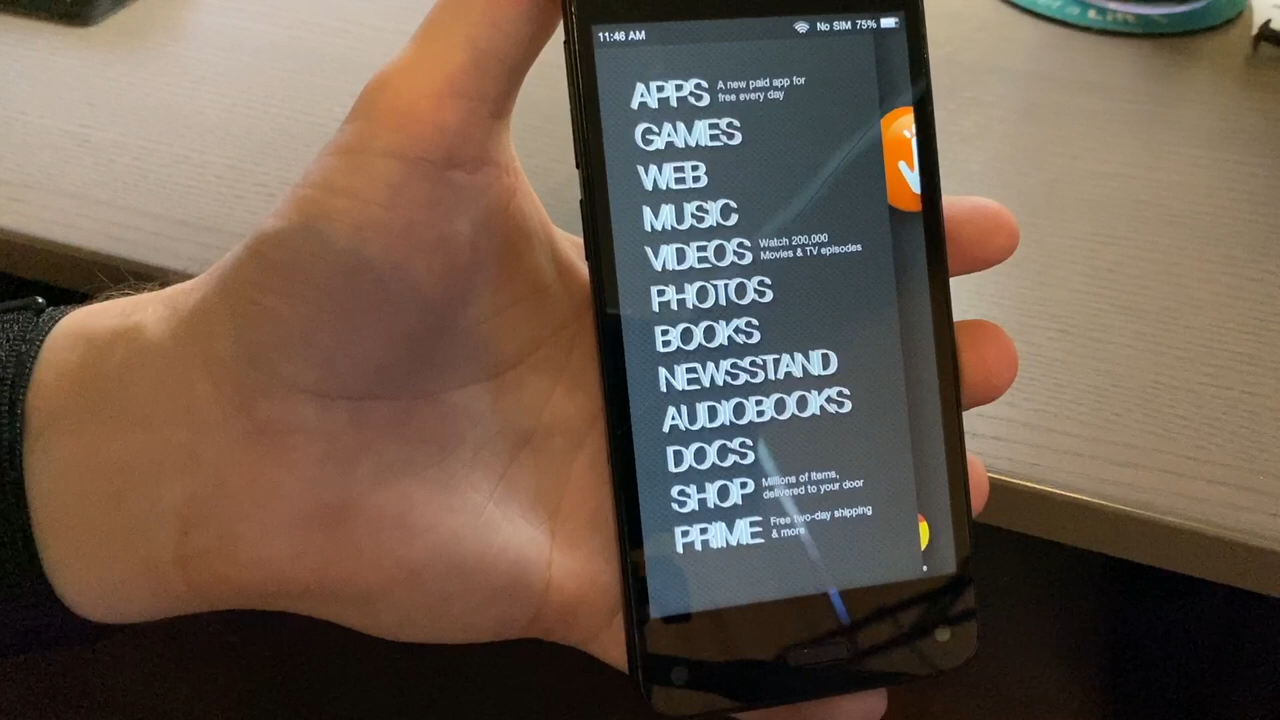 11:46 AM No SIM 75%
APPS A new paid app for
free every day
GAMES
WEB
MUSIC
VIDEOS Watch 200,000
Movies & TV episodes
PHOTOS
BOOKS
NEWSSTAND
AUDIOBOOKS
DOCS
SHOP Millions of items,
delivered to your door
PRIME Free two-day shipping
& more